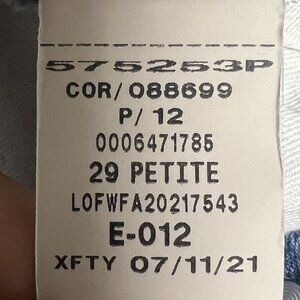 575253P
COR/088699
P/12
0006471785
29 PETITE
LOFWFA20217543
E-012
XFTY 07/11/21